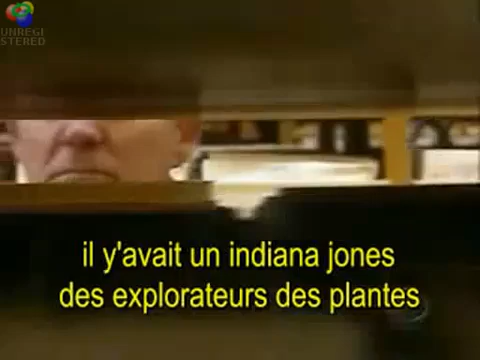 UNREGI
STERED
il y'avait un indiana jones
des explorateurs des plantes